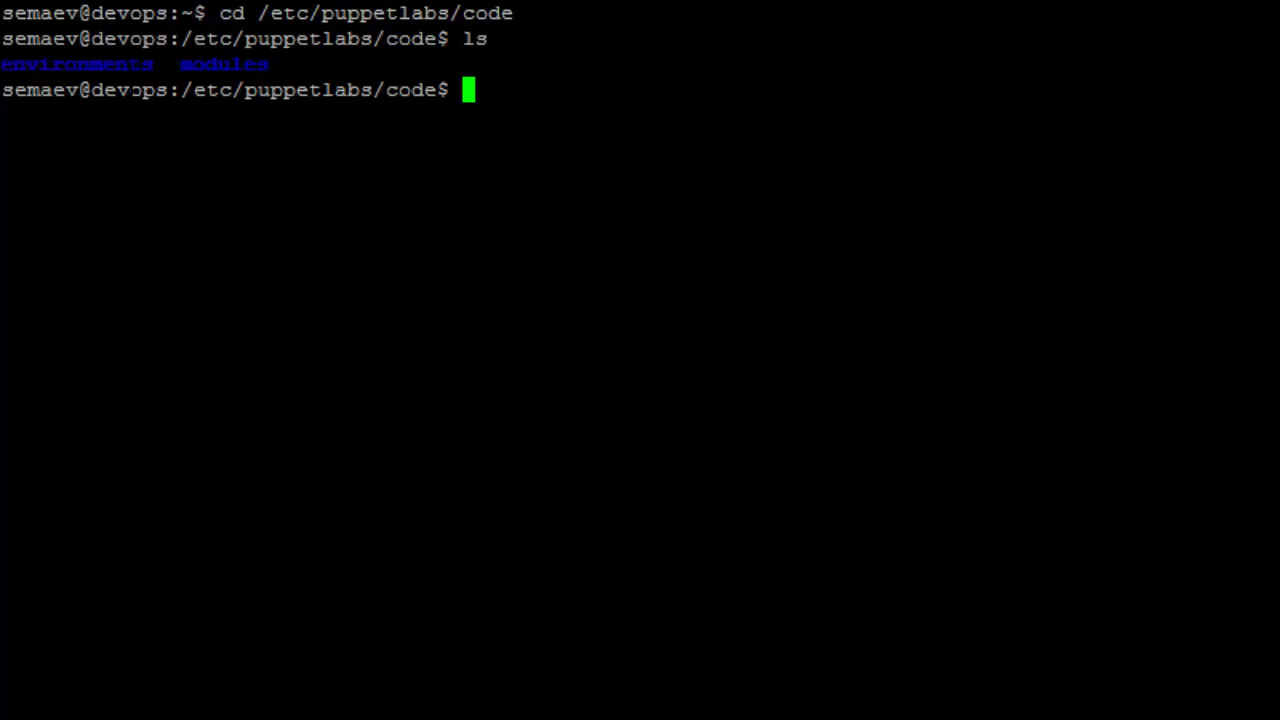 semaev@devops:~$ cd /etc/puppetlabs/code
semaev@devops:/etc/puppetlabs/code$ ls
environments  modules
semaev@devops:/etc/puppetlabs/code$